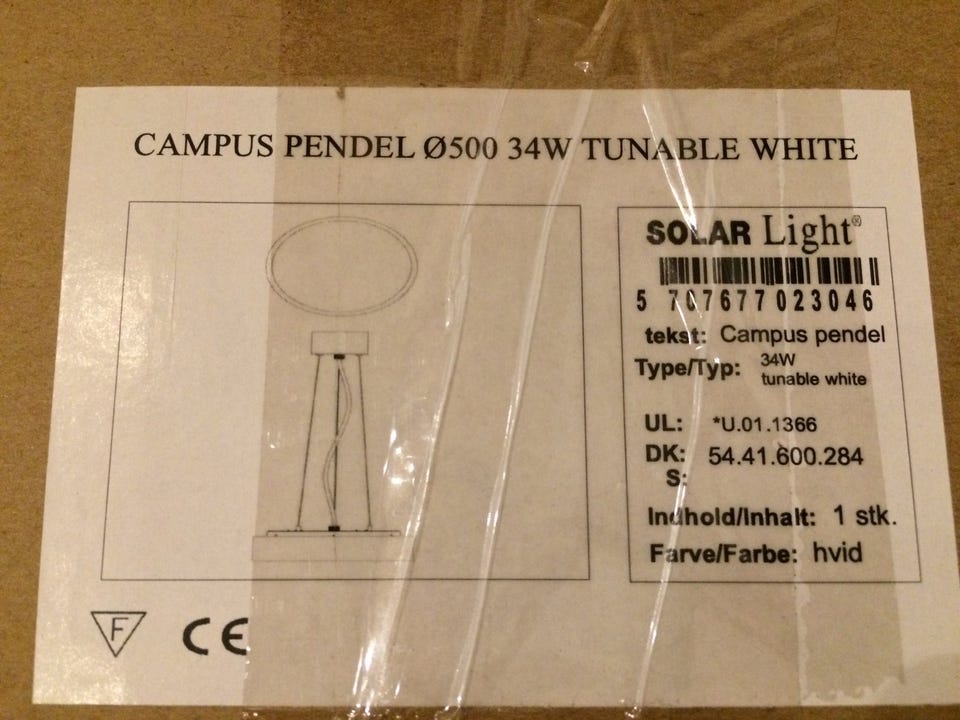 CAMPUS PENDEL Ø500 34W TUNABLE WHITE
SOLAR Light®
5 707677 023046
tekst: Campus pendel
Type/Typ: 34W
tunable white
UL: *U.01.1366
DK: 54.41.600.284
S:
Indhold/Inhalt: 1 stk.
Farve/Farbe: hvid
F CE